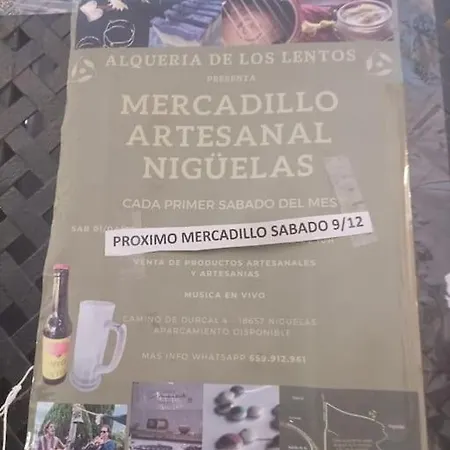 ALQUERIA DE LOS LENTOS
PRESENTA
MERCADILLO
ARTESANAL
NIGÜELAS
CADA PRIMER SABADO DEL MES
PROXIMO MERCADILLO SABADO 9/12
VENTA DE PRODUCTOS ARTESANALES
Y ARTESANIAS
MUSICA EN VIVO
CAMINO DE DURCAL 4 - 18657 NIGUELAS
APARCAMIENTO DISPONIBLE
MAS INFO WHATSAPP 659.912.961